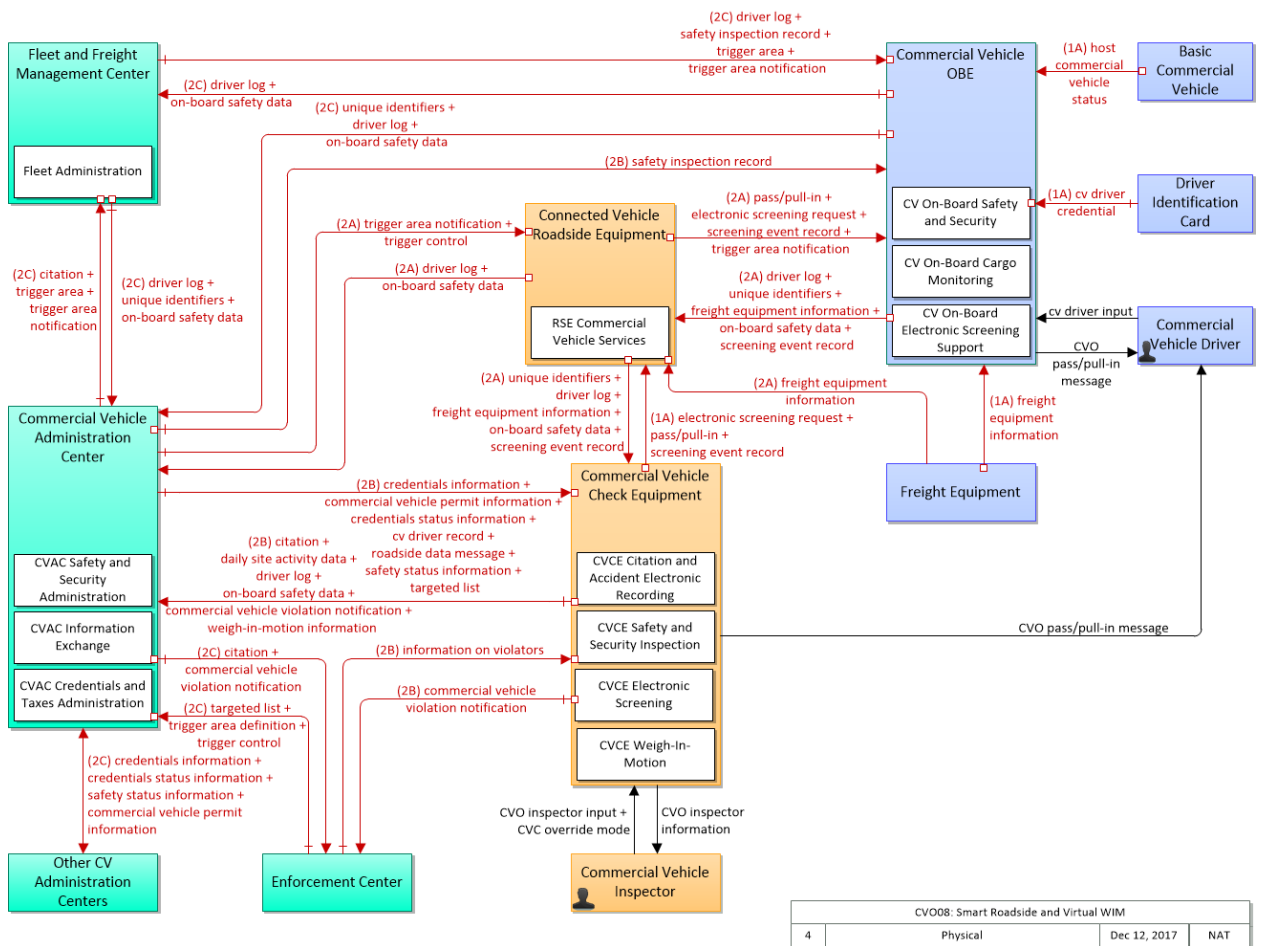 (2C) driver log +
safety inspection record +
trigger area +
trigger area notification
Fleet and Freight
Management Center
Commercial Vehicle
OBE
(1A) host
commercial
vehicle
status
Basic
Commercial
Vehicle
(2C) driver log +
on-board safety data
(2C) unique identifiers +
driver log +
on-board safety data
Fleet Administration
(2B) safety inspection record
CV On-Board Safety
and Security
(1A) cv driver
credential
Driver
Identification
Card
Connected Vehicle
Roadside Equipment
(2A) pass/pull-in +
electronic screening request +
screening event record +
trigger area notification
(2A) trigger area notification +
trigger control
(2A) driver log +
on-board safety data
CV On-Board Cargo
Monitoring
(2C) citation +
trigger area +
trigger area
notification
(2C) driver log +
unique identifiers +
on-board safety data
(2A) driver log +
unique identifiers +
freight equipment information +
on-board safety data +
screening event record
RSE Commercial
Vehicle Services
CV On-Board
Electronic Screening
Support
cv driver input
CVO
pass/pull-in
message
Commercial
Vehicle Driver
(2A) unique identifiers +
driver log +
freight equipment information +
on-board safety data +
screening event record
(2A) freight equipment
information
(1A) electronic screening request +
pass/pull-in +
screening event record
(1A) freight
equipment
information
Commercial Vehicle
Administration
Center
Commercial Vehicle
Check Equipment
Freight Equipment
(2B) credentials information +
commercial vehicle permit information +
credentials status information +
cv driver record +
roadside data message +
safety status information +
targeted list
(2B) citation +
daily site activity data +
driver log +
on-board safety data +
commercial vehicle violation notification +
weigh-in-motion information
CVAC Safety and
Security
Administration
CVCE Citation and
Accident Electronic
Recording
CVAC Information
Exchange
CVCE Safety and
Security Inspection
CVO pass/pull-in message
(2C) citation +
commercial vehicle
violation notification
(2B) information on violators
CVAC Credentials and
Taxes Administration
(2B) commercial vehicle
violation notification
CVCE Electronic
Screening
(2C) targeted list +
trigger area definition +
trigger control
CVCE Weigh-In-
Motion
(2C) credentials information +
credentials status information +
safety status information +
commercial vehicle permit
information
CVO inspector input +
CVC override mode
CVO inspector
information
Other CV
Administration
Centers
Enforcement Center
Commercial Vehicle
Inspector
CVO08: Smart Roadside and Virtual WIM
4 Physical Dec 12, 2017 NAT